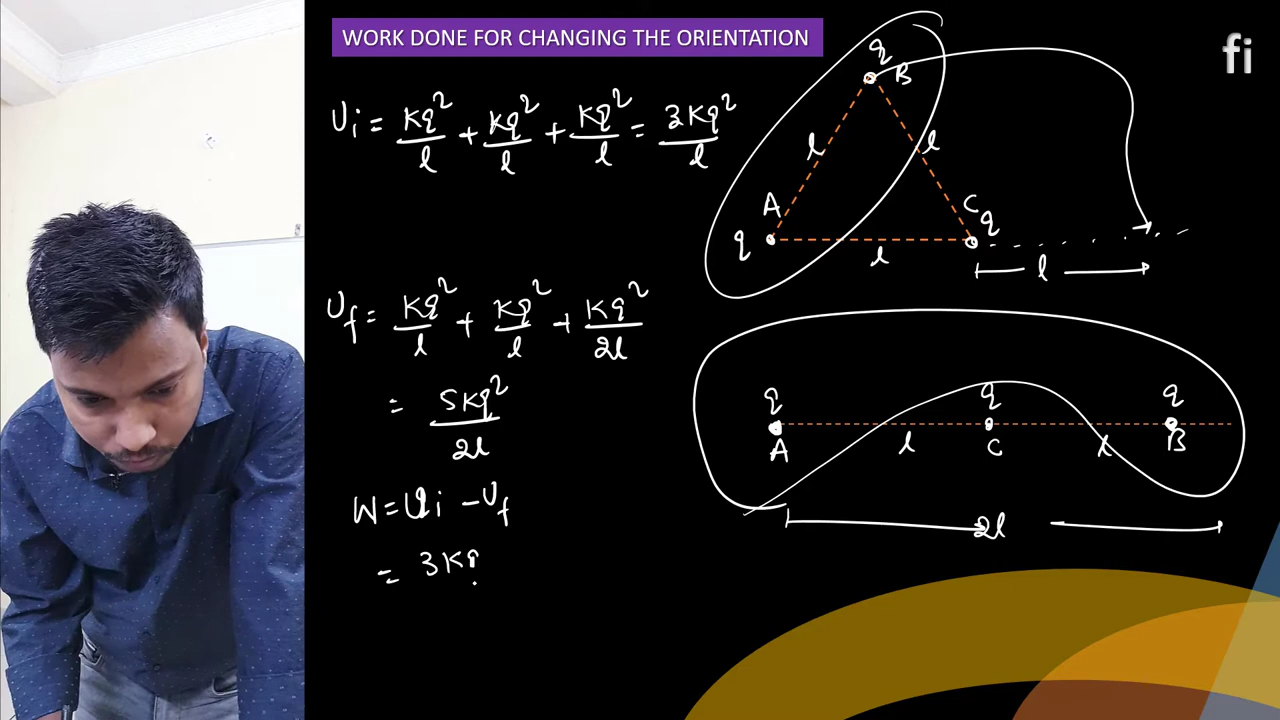 WORK DONE FOR CHANGING THE ORIENTATION
fi
Ui = Kq²/l + Kq²/l + Kq²/l = 3Kq²/l
Uf = Kq²/l + Kq²/l + Kq²/2l
= 5Kq²/2l
W = Ui - Uf
= 3Kq
q
B
l
l
A
C
q
q
l
l
q
q
q
A
l
C
l
B
2l